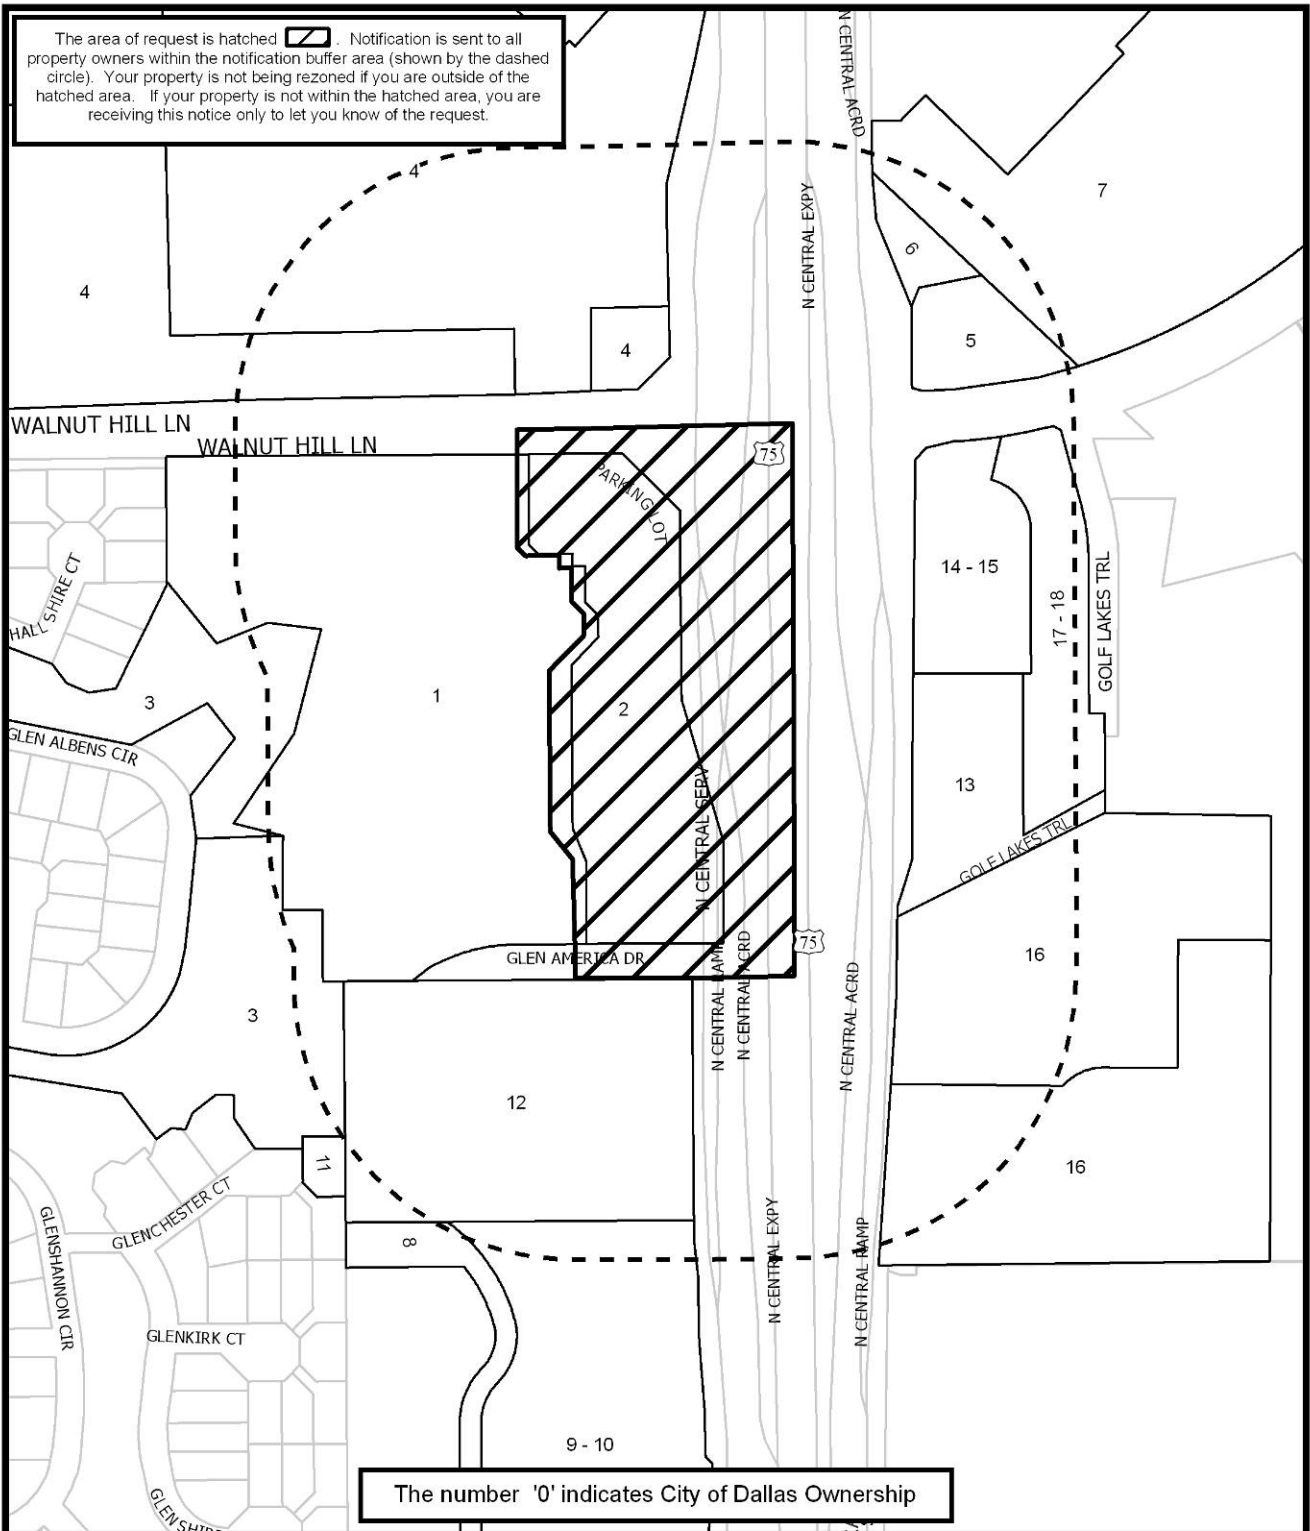 The area of request is hatched . Notification is sent to all
property owners within the notification buffer area (shown by the dashed
circle). Your property is not being rezoned if you are outside of the
hatched area. If your property is not within the hatched area, you are
receiving this notice only to let you know of the request.
N CENTRAL ACRD
4
7
N CENTRAL EXPY
6
4
5
4
WALNUT HILL LN
WALNUT HILL LN
75
PARKING LOT
HALLSHIRE CT
14 - 15
17 - 18
GOLF LAKES TRL
3
1
2
GLEN ALBENS CIR
13
N CENTRAL SERV
GOLF LAKES TRL
75
GLEN AMERICA DR
16
N CENTRAL RAMP
N CENTRAL ACRD
N CENTRAL ACRD
3
12
11
16
GLENCHESTER CT
GLENSHANNON CIR
8
N CENTRAL EXPY
N CENTRAL RAMP
GLENKIRK CT
9 - 10
The number '0' indicates City of Dallas Ownership